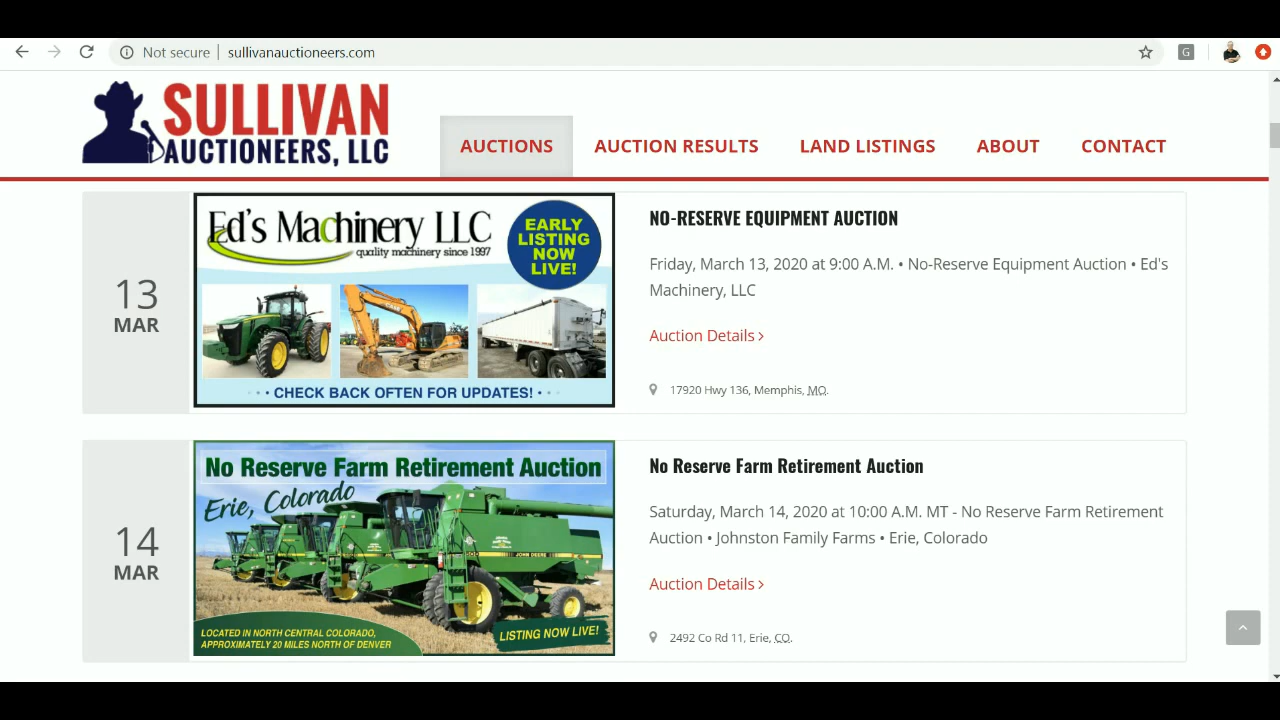 Not secure
sullivanauctioneers.com
G
SULLIVAN
AUCTIONEERS, LLC
AUCTIONS
AUCTION RESULTS
LAND LISTINGS
ABOUT
CONTACT
13
MAR
Ed's Machinery LLC
quality machinery since 1997
EARLY
LISTING
NOW
LIVE!
CASE
• • • CHECK BACK OFTEN FOR UPDATES! • • •
NO-RESERVE EQUIPMENT AUCTION
Friday, March 13, 2020 at 9:00 A.M. • No-Reserve Equipment Auction • Ed's
Machinery, LLC
Auction Details >
17920 Hwy 136, Memphis, MO.
14
MAR
No Reserve Farm Retirement Auction
Erie, Colorado
JOHN DEERE
LOCATED IN NORTH CENTRAL COLORADO,
APPROXIMATELY 20 MILES NORTH OF DENVER
LISTING NOW LIVE!
No Reserve Farm Retirement Auction
Saturday, March 14, 2020 at 10:00 A.M. MT - No Reserve Farm Retirement
Auction • Johnston Family Farms • Erie, Colorado
Auction Details >
2492 Co Rd 11, Erie, CO.